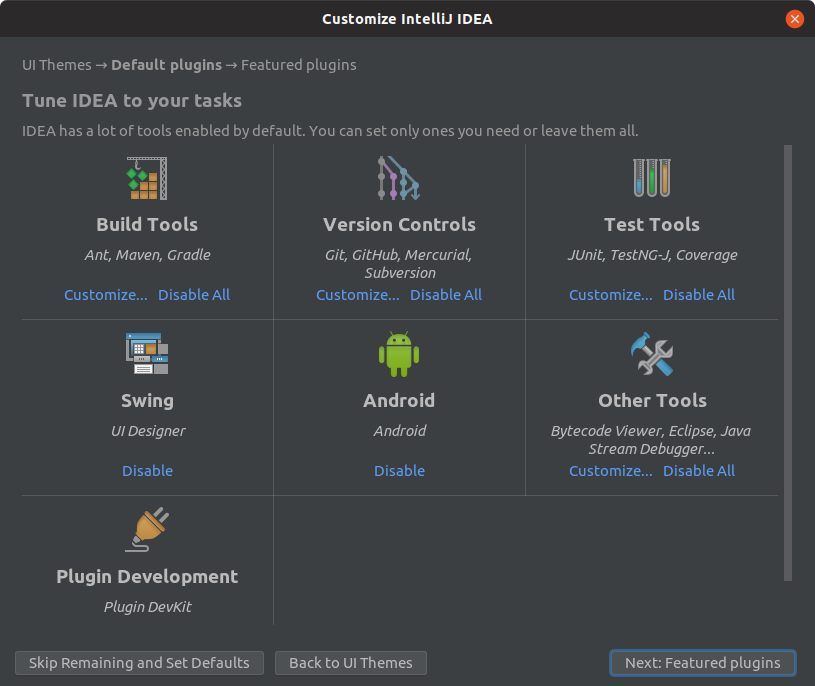 Customize IntelliJ IDEA
UI Themes → Default plugins → Featured plugins
Tune IDEA to your tasks
IDEA has a lot of tools enabled by default. You can set only ones you need or leave them all.
Build Tools
Ant, Maven, Gradle
Customize... Disable All
Version Controls
Git, GitHub, Mercurial,
Subversion
Customize... Disable All
Test Tools
JUnit, TestNG-J, Coverage
Customize... Disable All
Swing
UI Designer
Disable
Android
Android
Disable
Other Tools
Bytecode Viewer, Eclipse, Java
Stream Debugger...
Customize... Disable All
Plugin Development
Plugin DevKit
Skip Remaining and Set Defaults
Back to UI Themes
Next: Featured plugins